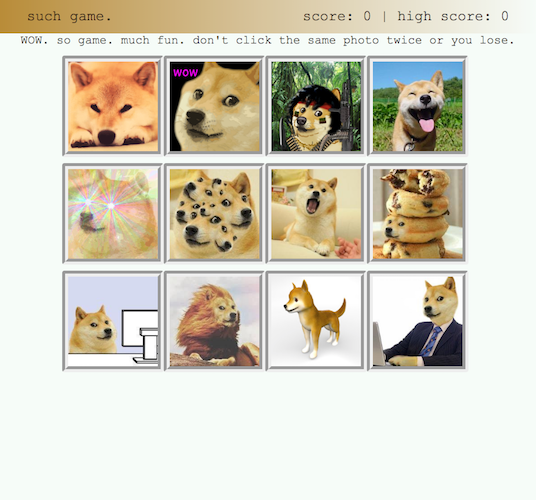 such game.
score: 0 | high score: 0
WOW. so game. much fun. don't click the same photo twice or you lose.
WOW